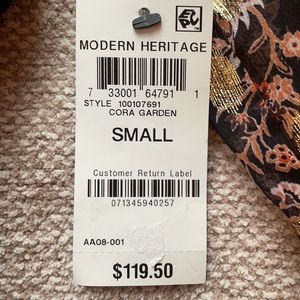 MODERN HERITAGE
7 33001 64791 1
STYLE 100107691
CORA GARDEN
SMALL
Customer Return Label
071345940257
AA08-001
$119.50